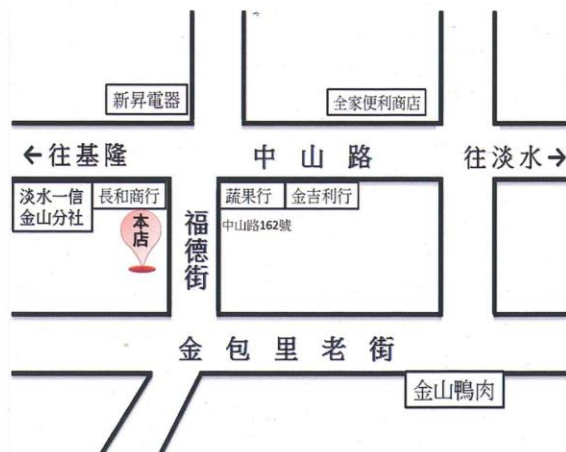 新昇電器
全家便利商店
←往基隆
中山路
往淡水→
淡水一信
金山分社
長和商行
本店
福德街
蔬果行
金吉利行
中山路162號
金包里老街
金山鴨肉